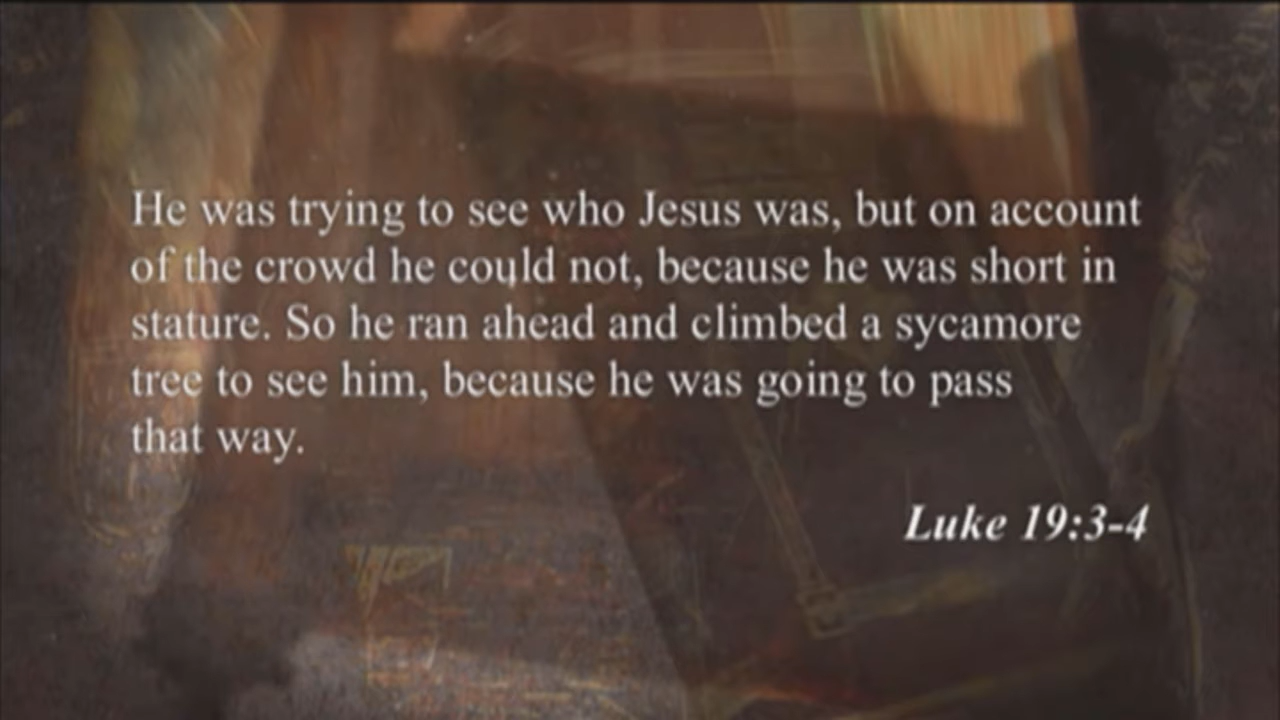 He was trying to see who Jesus was, but on account
of the crowd he could not, because he was short in
stature. So he ran ahead and climbed a sycamore
tree to see him, because he was going to pass
that way.
Luke 19:3-4